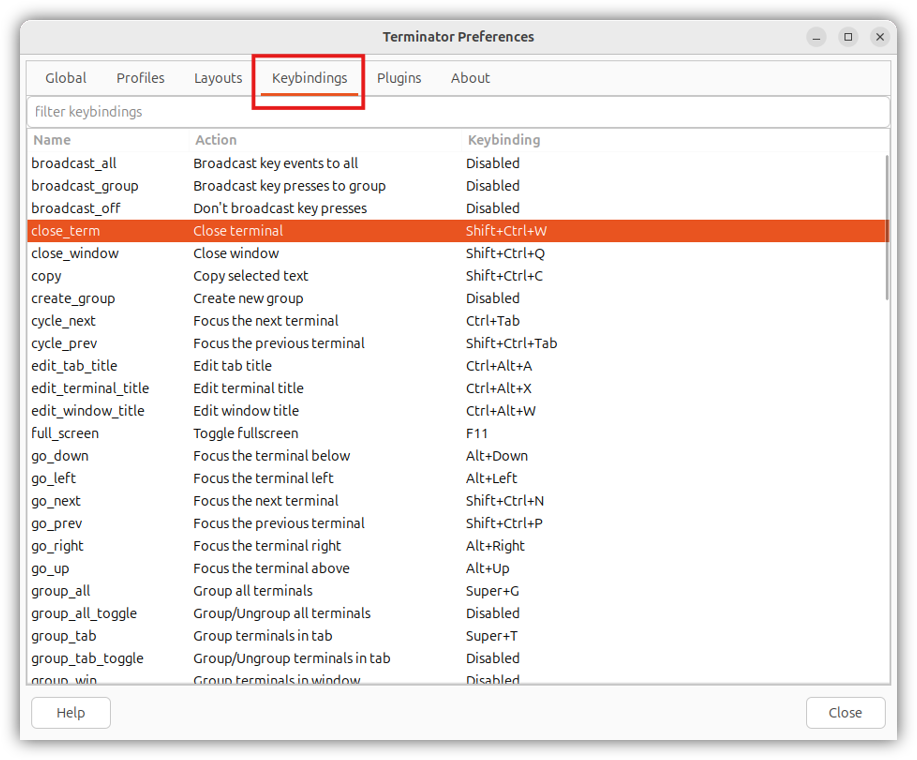 Terminator Preferences
Global Profiles Layouts Keybindings Plugins About
filter keybindings
Name Action Keybinding
broadcast_all Broadcast key events to all Disabled
broadcast_group Broadcast key presses to group Disabled
broadcast_off Don't broadcast key presses Disabled
close_term Close terminal Shift+Ctrl+W
close_window Close window Shift+Ctrl+Q
copy Copy selected text Shift+Ctrl+C
create_group Create new group Disabled
cycle_next Focus the next terminal Ctrl+Tab
cycle_prev Focus the previous terminal Shift+Ctrl+Tab
edit_tab_title Edit tab title Ctrl+Alt+A
edit_terminal_title Edit terminal title Ctrl+Alt+X
edit_window_title Edit window title Ctrl+Alt+W
full_screen Toggle fullscreen F11
go_down Focus the terminal below Alt+Down
go_left Focus the terminal left Alt+Left
go_next Focus the next terminal Shift+Ctrl+N
go_prev Focus the previous terminal Shift+Ctrl+P
go_right Focus the terminal right Alt+Right
go_up Focus the terminal above Alt+Up
group_all Group all terminals Super+G
group_all_toggle Group/Ungroup all terminals Disabled
group_tab Group terminals in tab Super+T
group_tab_toggle Group/Ungroup terminals in tab Disabled
group_win Group terminals in window Disabled
Help Close